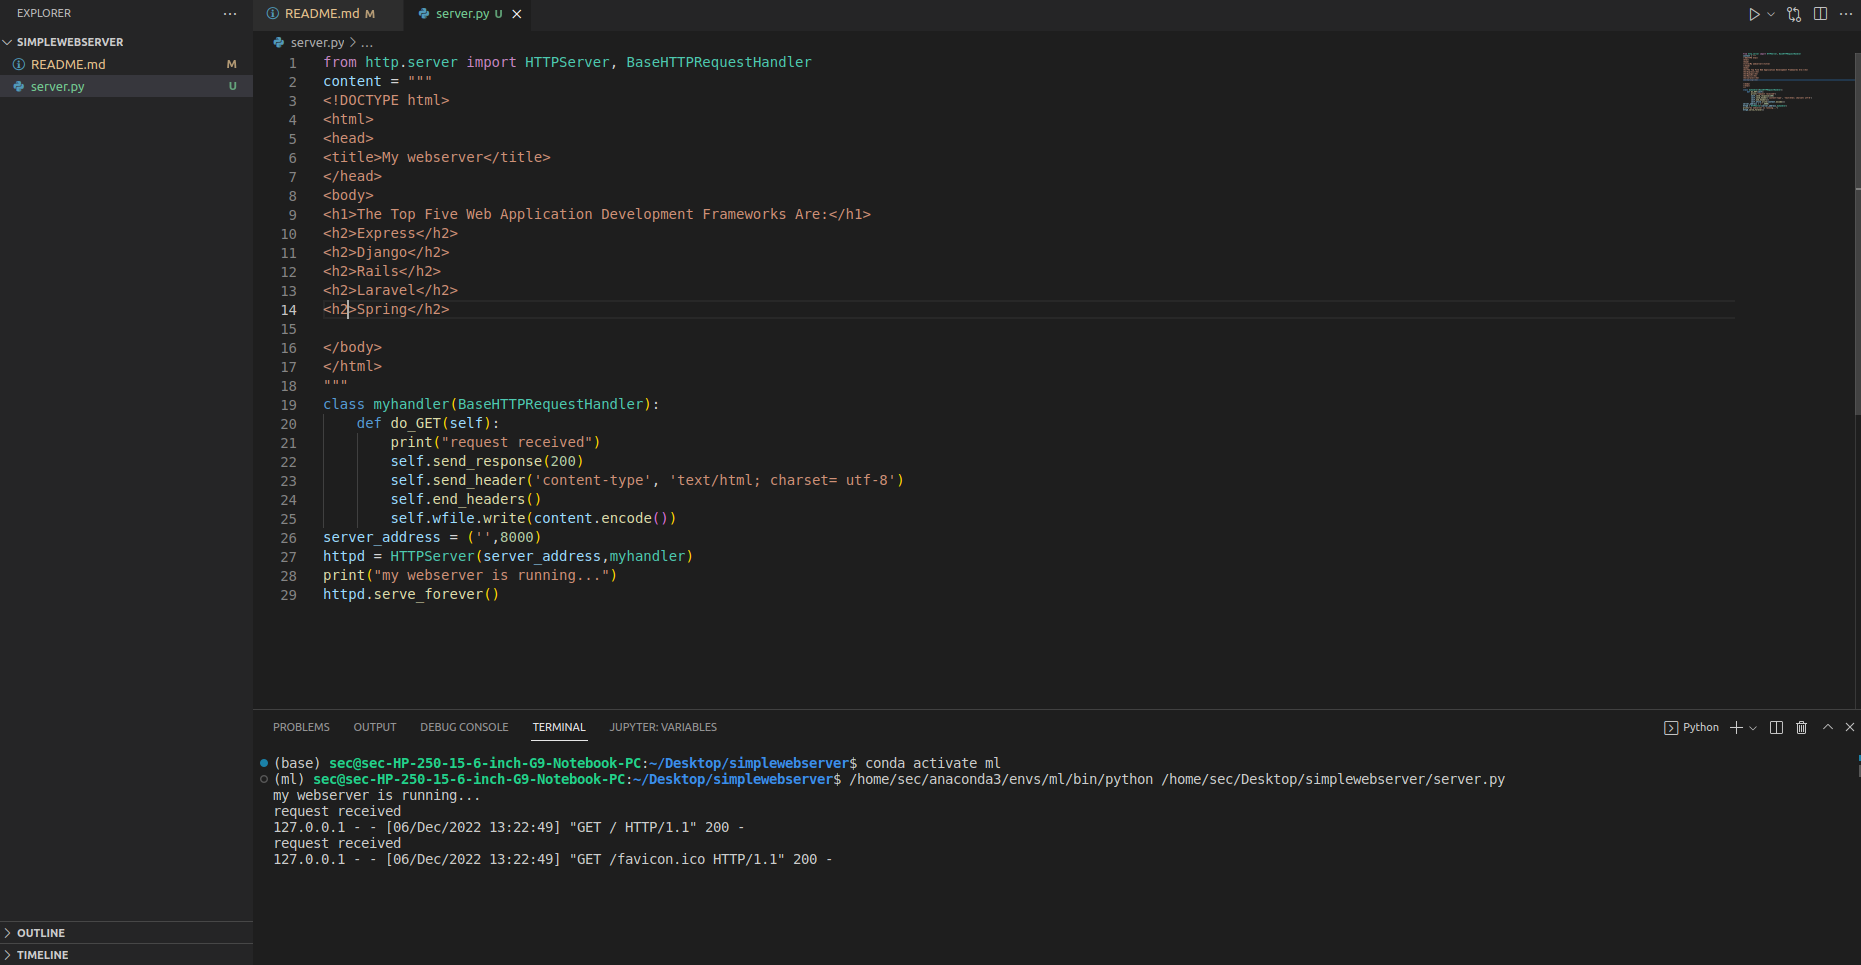 EXPLORER
SIMPLEWEBSERVER
README.md M
server.py U
OUTLINE
TIMELINE
README.md M server.py U
server.py > ...
1 from http.server import HTTPServer, BaseHTTPRequestHandler
2 content = """
3 <!DOCTYPE html>
4 <html>
5 <head>
6 <title>My webserver</title>
7 </head>
8 <body>
9 <h1>The Top Five Web Application Development Frameworks Are:</h1>
10 <h2>Express</h2>
11 <h2>Django</h2>
12 <h2>Rails</h2>
13 <h2>Laravel</h2>
14 <h2>Spring</h2>
15
16 </body>
17 </html>
18 """
19 class myhandler(BaseHTTPRequestHandler):
20 def do_GET(self):
21 print("request received")
22 self.send_response(200)
23 self.send_header('content-type', 'text/html; charset= utf-8')
24 self.end_headers()
25 self.wfile.write(content.encode())
26 server_address = ('',8000)
27 httpd = HTTPServer(server_address,myhandler)
28 print("my webserver is running...")
29 httpd.serve_forever()
PROBLEMS OUTPUT DEBUG CONSOLE TERMINAL JUPYTER: VARIABLES Python
(base) sec@sec-HP-250-15-6-inch-G9-Notebook-PC:~/Desktop/simplewebserver$ conda activate ml
(ml) sec@sec-HP-250-15-6-inch-G9-Notebook-PC:~/Desktop/simplewebserver$ /home/sec/anaconda3/envs/ml/bin/python /home/sec/Desktop/simplewebserver/server.py
my webserver is running...
request received
127.0.0.1 - - [06/Dec/2022 13:22:49] "GET / HTTP/1.1" 200 -
request received
127.0.0.1 - - [06/Dec/2022 13:22:49] "GET /favicon.ico HTTP/1.1" 200 -